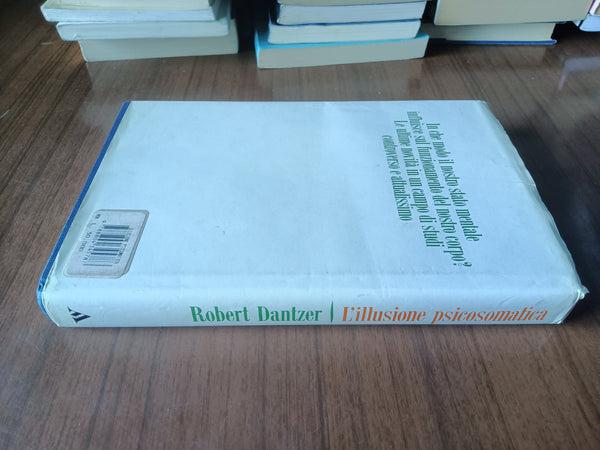 In che modo il nostro stato mentale
influisce sul funzionamento del nostro corpo?
Le ultime novità in un campo di studi
controverso e attualissimo
Robert Dantzer | L'illusione psicosomatica